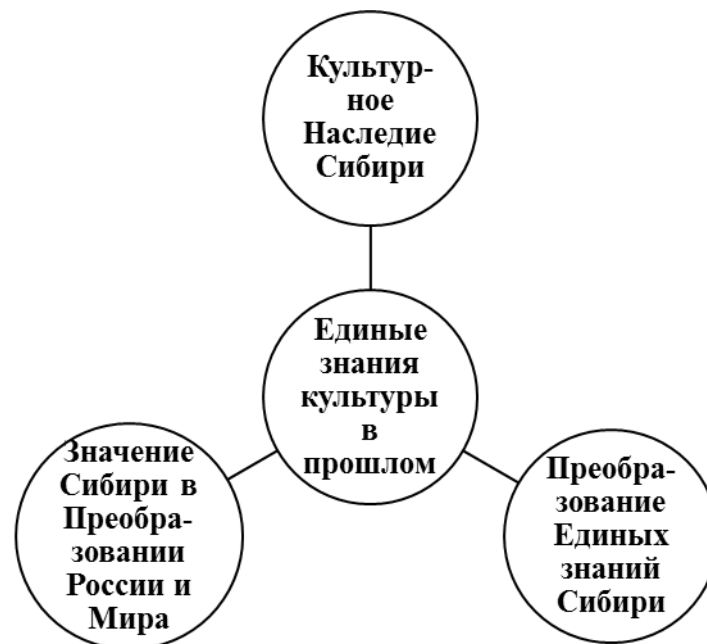 Культур-
ное
Наследие
Сибири
Единые
знания
культуры
в
прошлом
Значение
Сибири в
Преобра-
зовании
России и
Мира
Преобра-
зование
Единых
знаний
Сибири